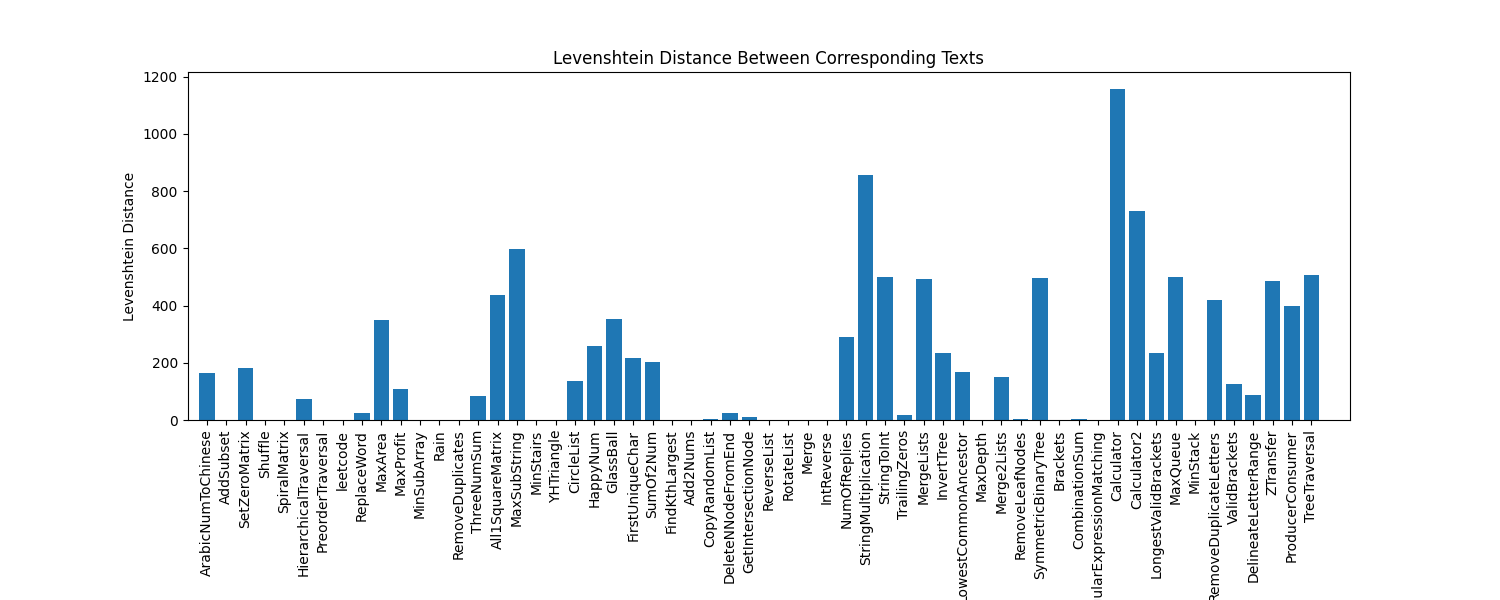 Levenshtein Distance Between Corresponding Texts
Levenshtein Distance
1200
1000
800
600
400
200
0
ArabicNumToChinese
AddSubset
SetZeroMatrix
Shuffle
SpiralMatrix
HierarchicalTraversal
PreorderTraversal
leetcode
ReplaceWord
MaxArea
MaxProfit
MinSubArray
Rain
RemoveDuplicates
ThreeNumSum
All1SquareMatrix
MaxSubString
MinStairs
YHTriangle
CircleList
HappyNum
GlassBall
FirstUniqueChar
SumOf2Num
FindKthLargest
Add2Nums
CopyRandomList
DeleteNNodeFromEnd
GetIntersectionNode
ReverseList
RotateList
Merge
IntReverse
NumOfReplies
StringMultiplication
StringToInt
TrailingZeros
MergeLists
InvertTree
LowestCommonAncestor
MaxDepth
Merge2Lists
RemoveLeafNodes
SymmetricBinaryTree
Brackets
CombinationSum
ularExpressionMatching
Calculator
Calculator2
LongestValidBrackets
MaxQueue
MinStack
RemoveDuplicateLetters
ValidBrackets
DelineateLetterRange
ZTransfer
ProducerConsumer
TreeTraversal